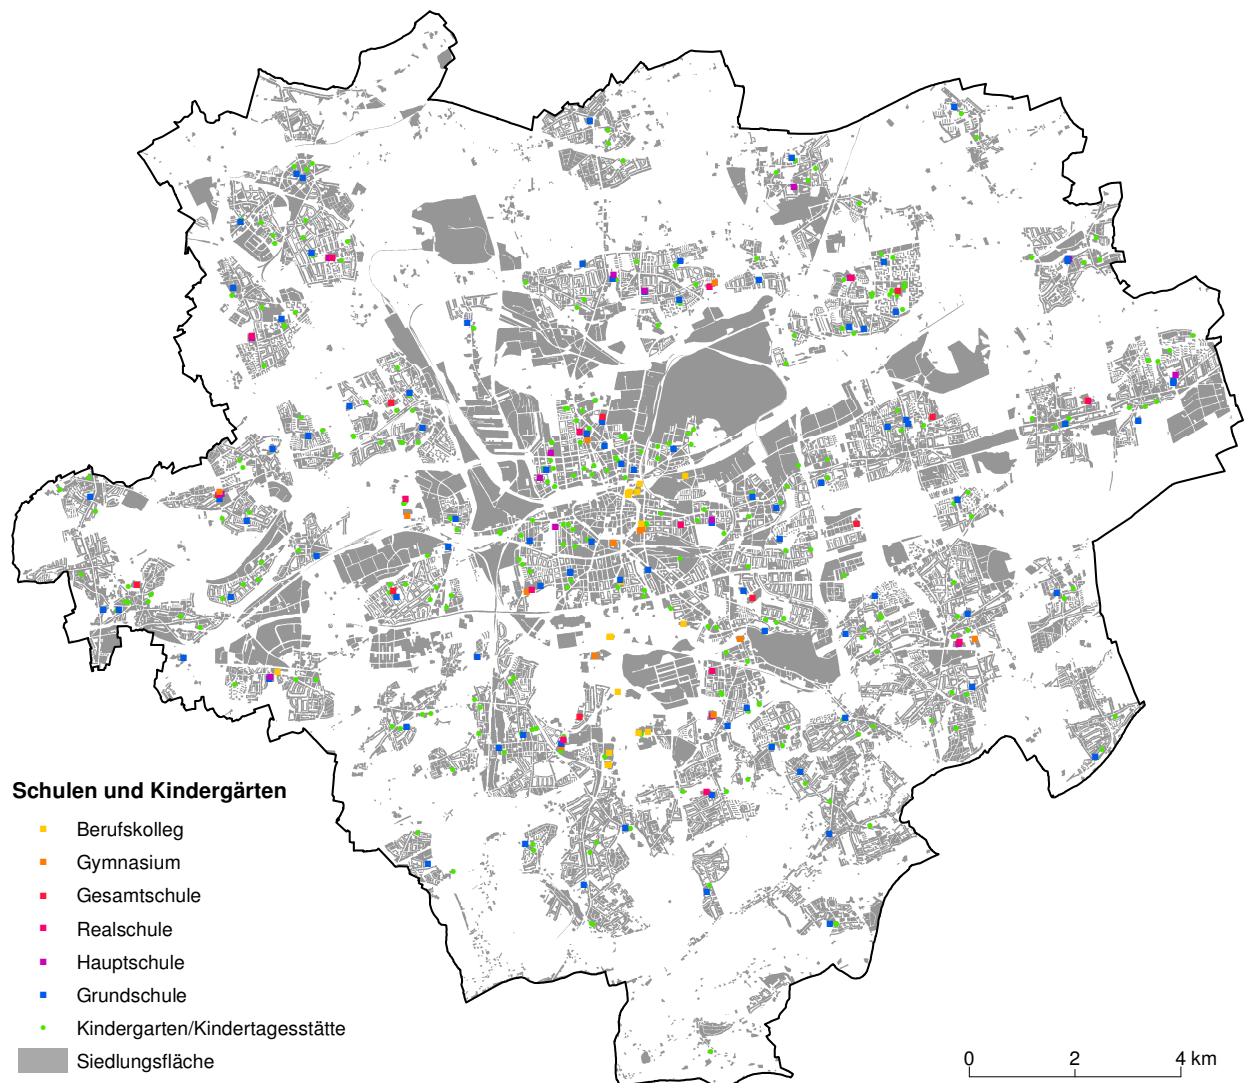 Schulen und Kindergärten
Berufskolleg
Gymnasium
Gesamtschule
Realschule
Hauptschule
Grundschule
Kindergarten/Kindertagesstätte
Siedlungsfläche
0 2 4 km